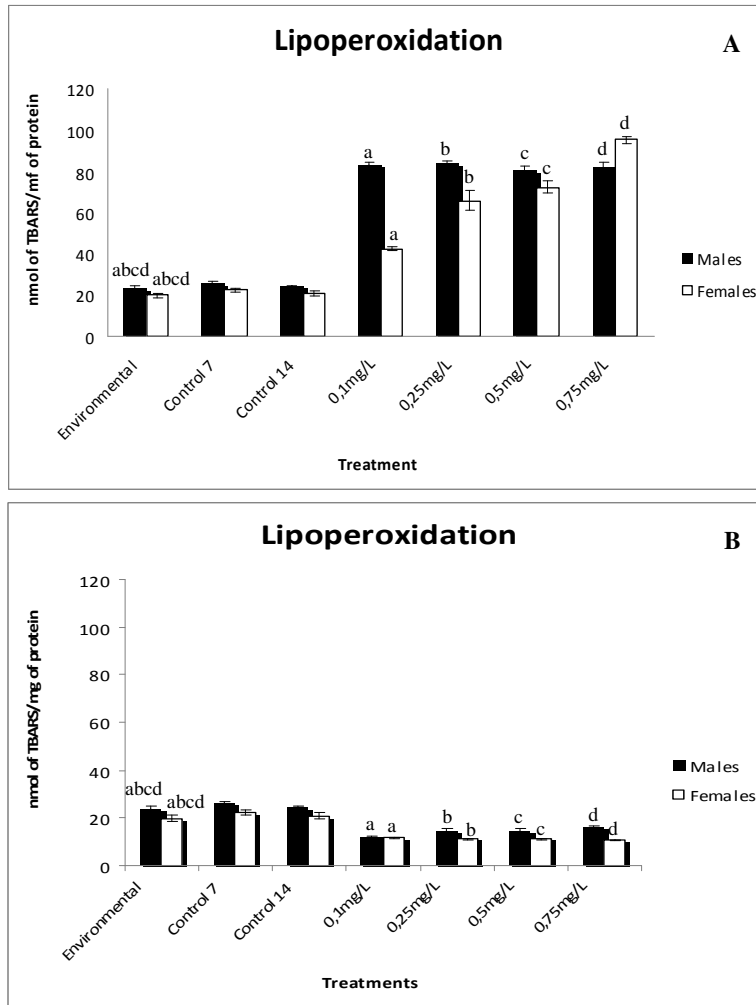 Lipoperoxidation
A
nmol of TBARS/mf of protein
120
100
80
60
40
20
0
abcd abcd
a
a
b
b
c
c
d
d
Males
Females
Environmental
Control 7
Control 14
0,1mg/L
0,25mg/L
0,5mg/L
0,75mg/L
Treatment
Lipoperoxidation
B
nmol of TBARS/mg of protein
120
100
80
60
40
20
0
abcd abcd
a a
b b
c c
d d
Males
Females
Environmental
Control 7
Control 14
0,1mg/L
0,25mg/L
0,5mg/L
0,75mg/L
Treatments